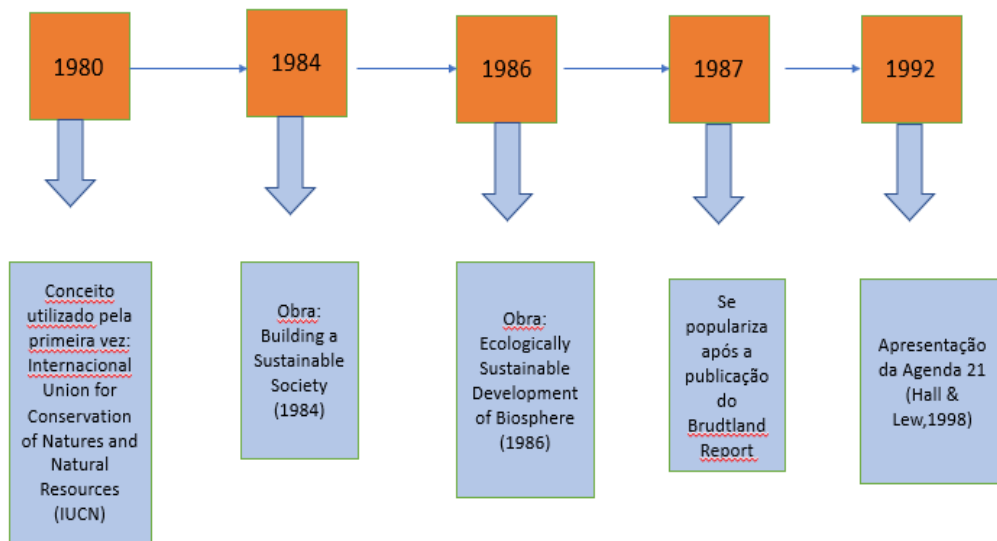 1980
1984
1986
1987
1992
Conceito
utilizado pela
primeira vez:
Internacional
Union for
Conservation
of Natures and
Natural
Resources
(IUCN)
Obra:
Building a
Sustainable
Society
(1984)
Obra:
Ecologically
Sustainable
Development
of Biosphere
(1986)
Se
populariza
após a
publicação
do
Brudtland
Report
Apresentação
da Agenda 21
(Hall &
Lew,1998)